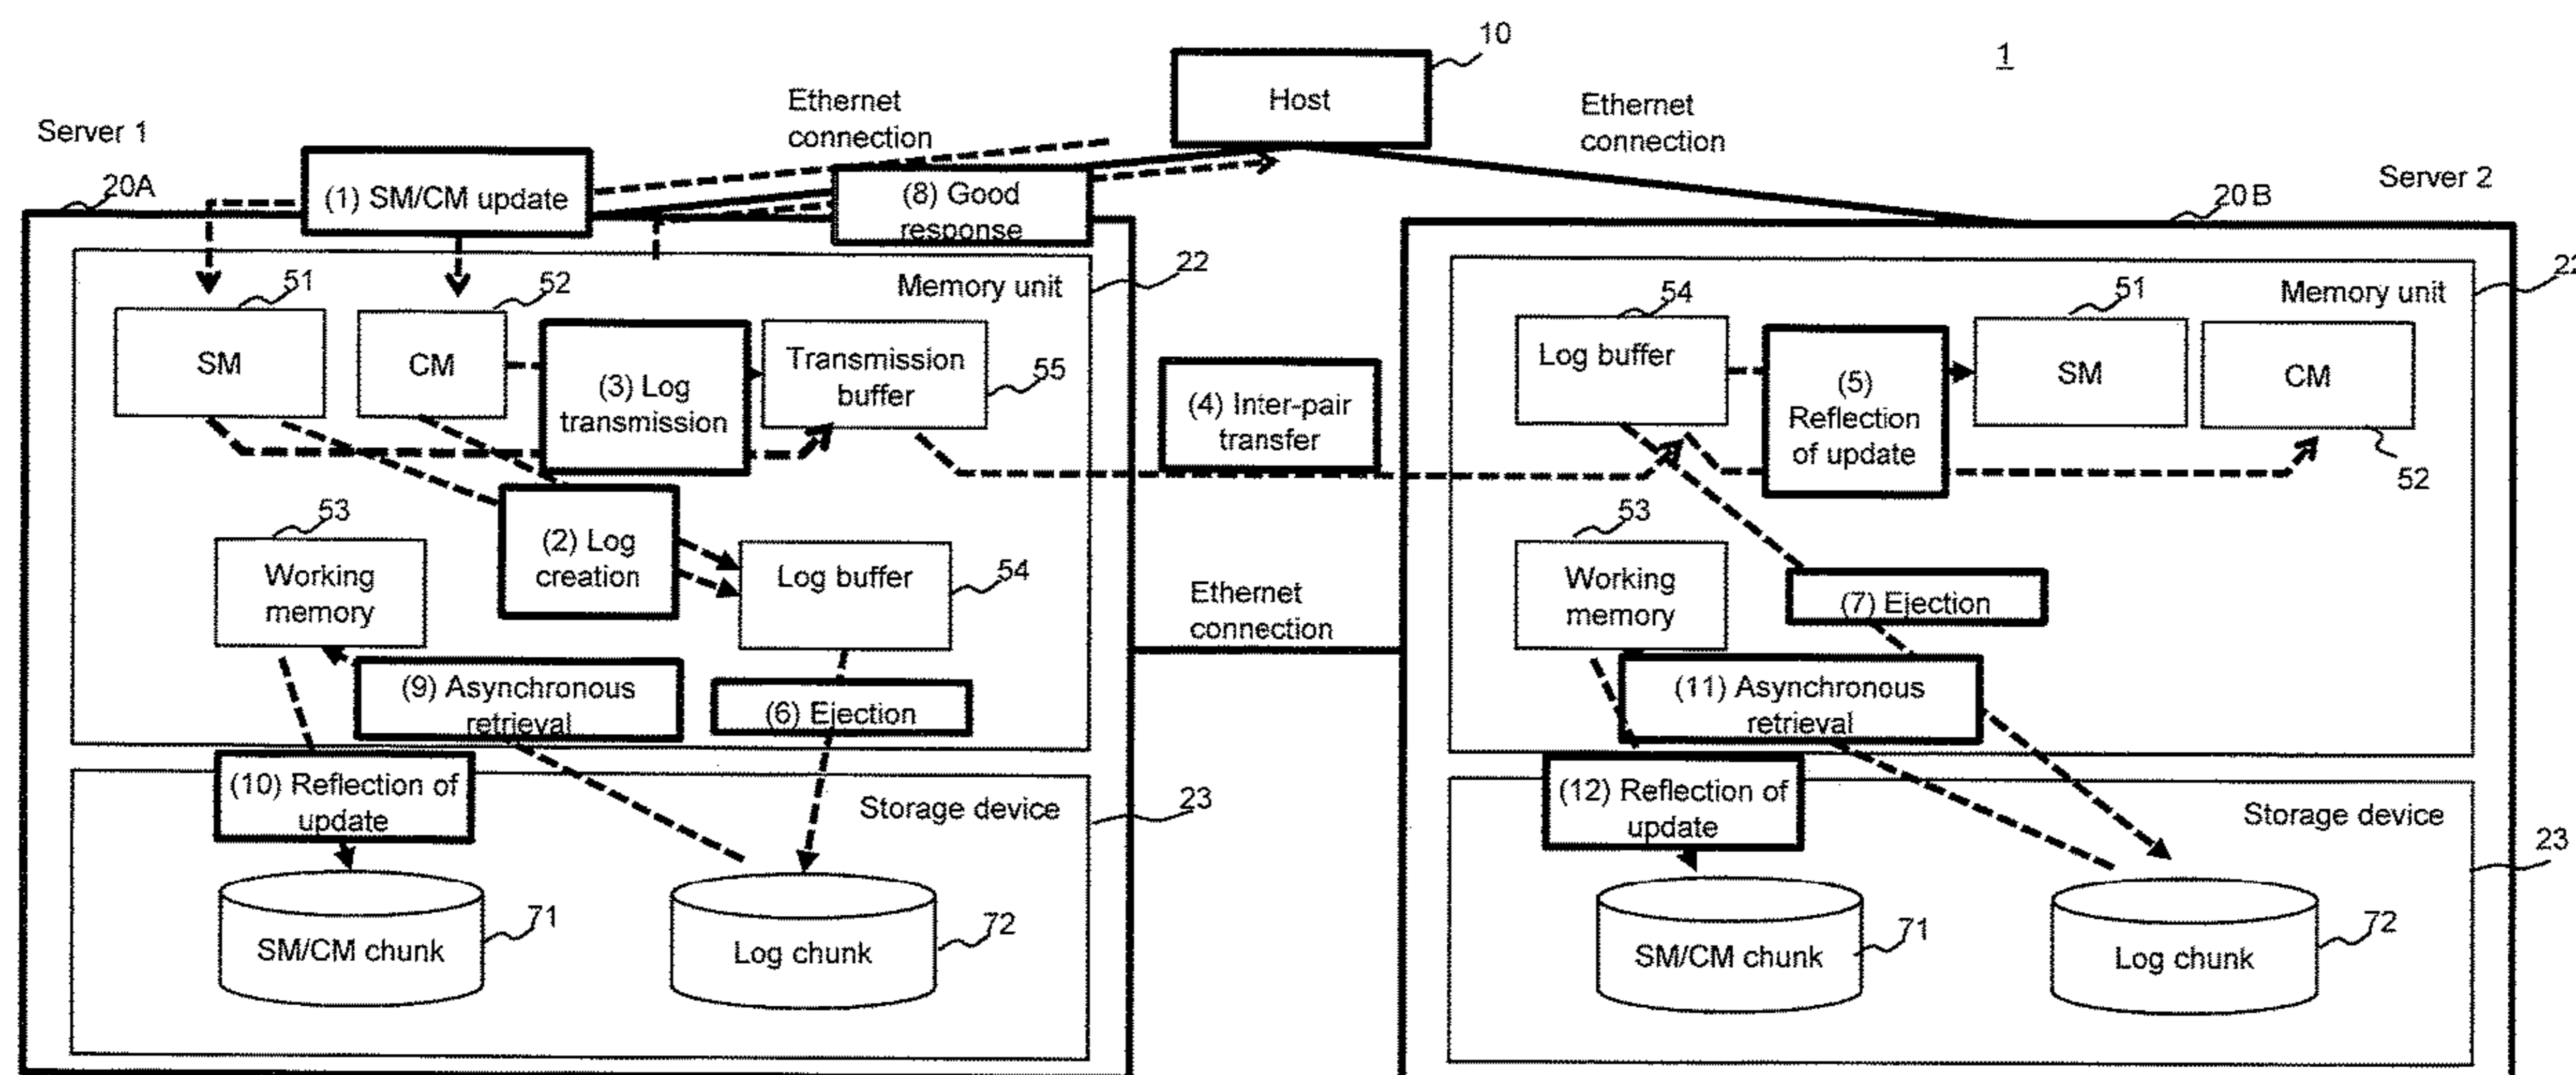 10
1
Host
Ethernet
connection
Ethernet
connection
Server 1
Server 2
20A
20 B
(1) SM/CM update
(8) Good
response
22
Memory unit
51
52
SM
CM
(3) Log
transmission
Transmission
buffer
55
(2) Log
creation
53
Working
memory
Log buffer
54
(9) Asynchronous
retrieval
(6) Ejection
(10) Reflection of
update
Storage device
23
SM/CM chunk
71
Log chunk
72
(4) Inter-pair
transfer
Ethernet
connection
22
Memory unit
54
Log buffer
(5)
Reflection
of update
51
SM
CM
52
53
Working
memory
(7) Ejection
(11) Asynchronous
retrieval
(12) Reflection of
update
Storage device
23
SM/CM chunk
71
Log chunk
72